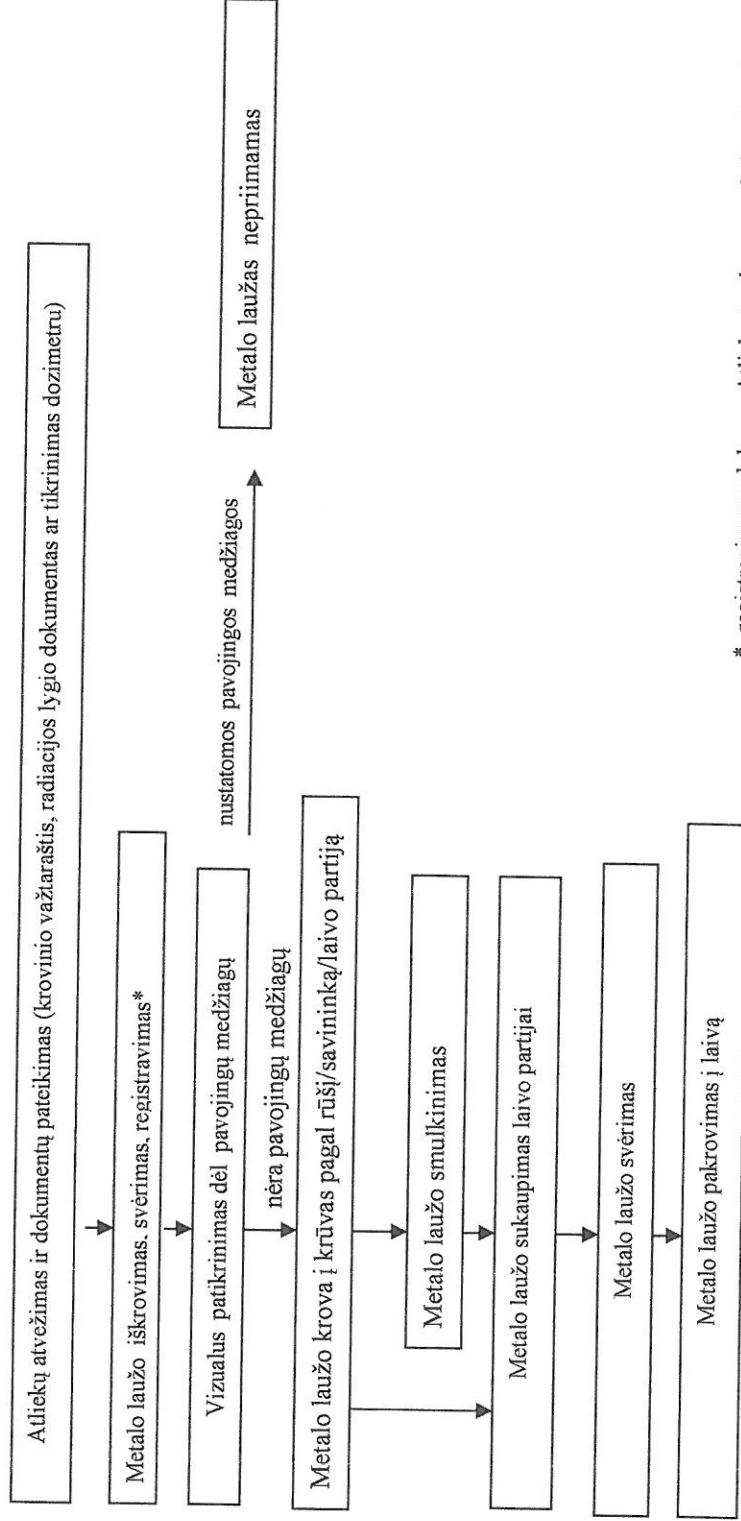 Atliekų atvežimas ir dokumentų pateikimas (krovinio važtaraštis, radiacijos lygio dokumentas ar tikrinimas dozimetru)
Metalo laužo iškrovimas, svėrimas, registravimas*
Vizualus patikrinimas dėl pavojingų medžiagų
nustatomos pavojingos medžiagos
Metalo laužas nepriimamas
nėra pavojingų medžiagų
Metalo laužo krova į krūvas pagal rūšį/savininką/laivo partiją
Metalo laužo smulkinimas
Metalo laužo sukaupimas laivo partijai
Metalo laužo svėrimas
Metalo laužo pakrovimas į laivą
*